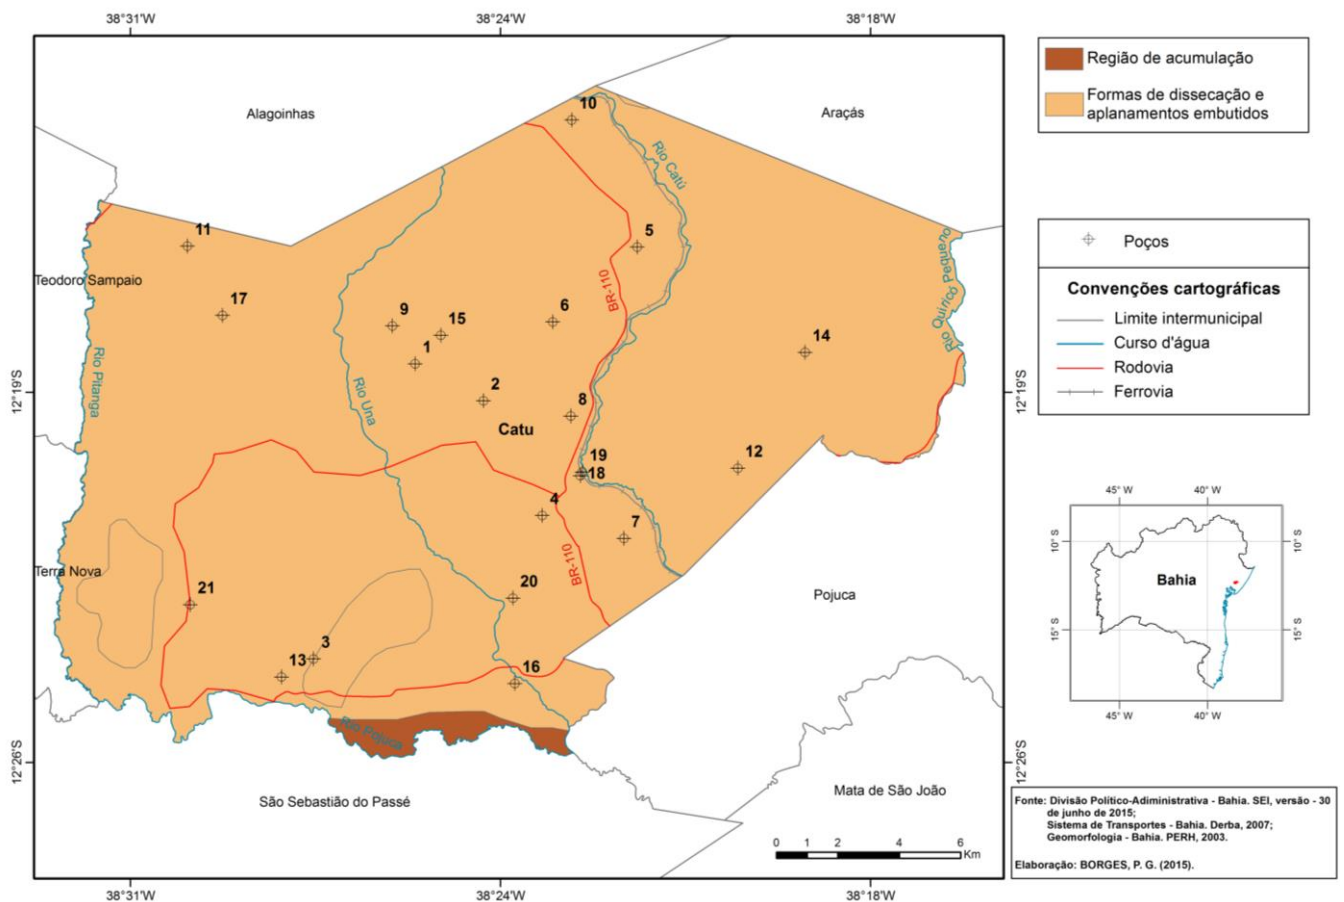 38°31'W
38°24'W
38°18'W
Alagoinhas
Araçás
10
Rio Catú
11
5
Rio Quiricó Pequeno
Teodoro Sampaio
17
BR-110
9
15
6
14
1
Rio Pitanga
Rio Una
2
8
12°19'S
12°19'S
Catu
19
18
12
4
7
BR-110
Terra Nova
21
20
Pojuca
3
13
16
Rio Pojuca
12°26'S
12°26'S
São Sebastião do Passé
Mata de São João
0 1 2 4 6
Km
38°31'W
38°24'W
38°18'W
Região de acumulação
Formas de dissecação e
aplanamentos embutidos
Poços
Convenções cartográficas
Limite intermunicipal
Curso d'água
Rodovia
Ferrovia
45° W
40° W
10° S
10° S
Bahia
15° S
15° S
45° W
40° W
Fonte: Divisão Político-Adiministrativa - Bahia. SEI, versão - 30
de junho de 2015;
Sistema de Transportes - Bahia. Derba, 2007;
Geomorfologia - Bahia. PERH, 2003.
Elaboração: BORGES, P. G. (2015).